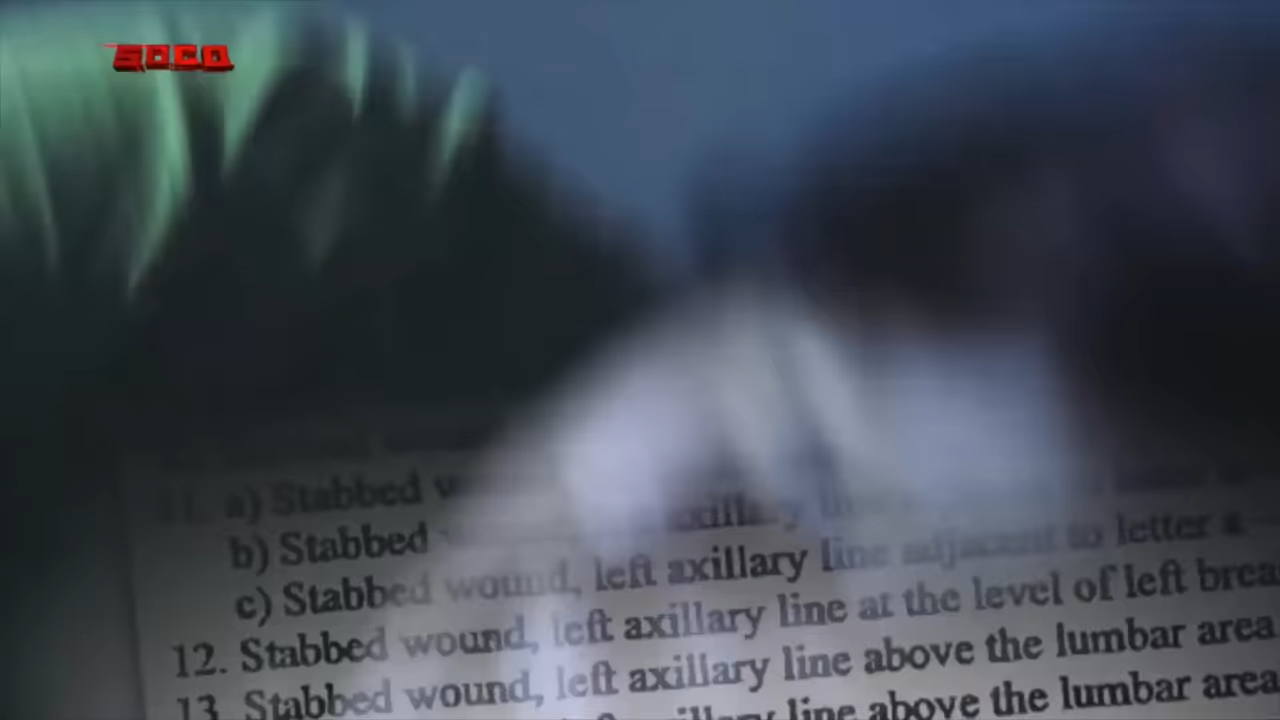 SOCO
11. a) Stabbed
b) Stabbed axillary
c) Stabbed wound, left axillary line adjacent to letter a
12. Stabbed wound, left axillary line at the level of left brea
13. Stabbed wound, left axillary line above the lumbar area
line above the lumbar area